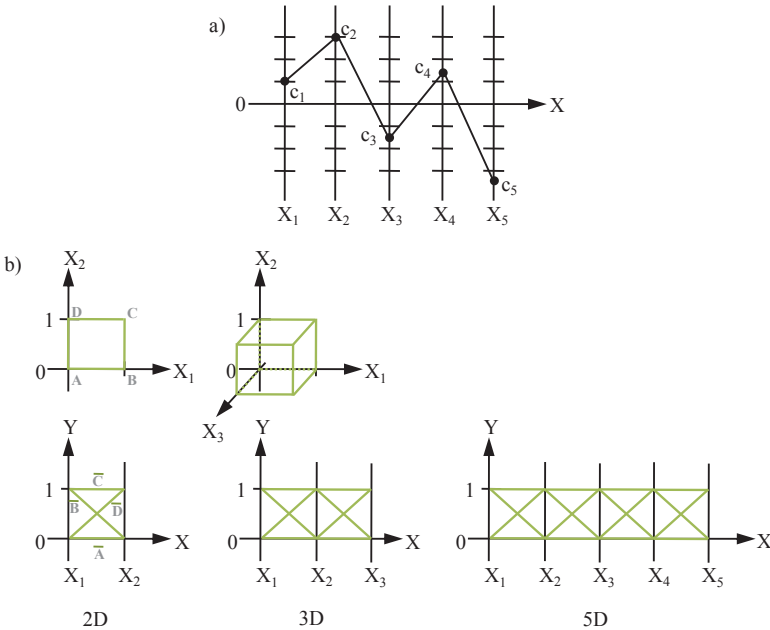 a)
c₂
c₄
c₁
0 X
c₃
c₅
X₁ X₂ X₃ X₄ X₅
b)
X₂ X₂
1 D C 1
0 A B X₁ 0 X₁
X₃
Y Y Y
1 C̅ 1 1
B̅ D̅
0 A̅ X 0 X 0 X
X₁ X₂ X₁ X₂ X₃ X₁ X₂ X₃ X₄ X₅
2D 3D 5D